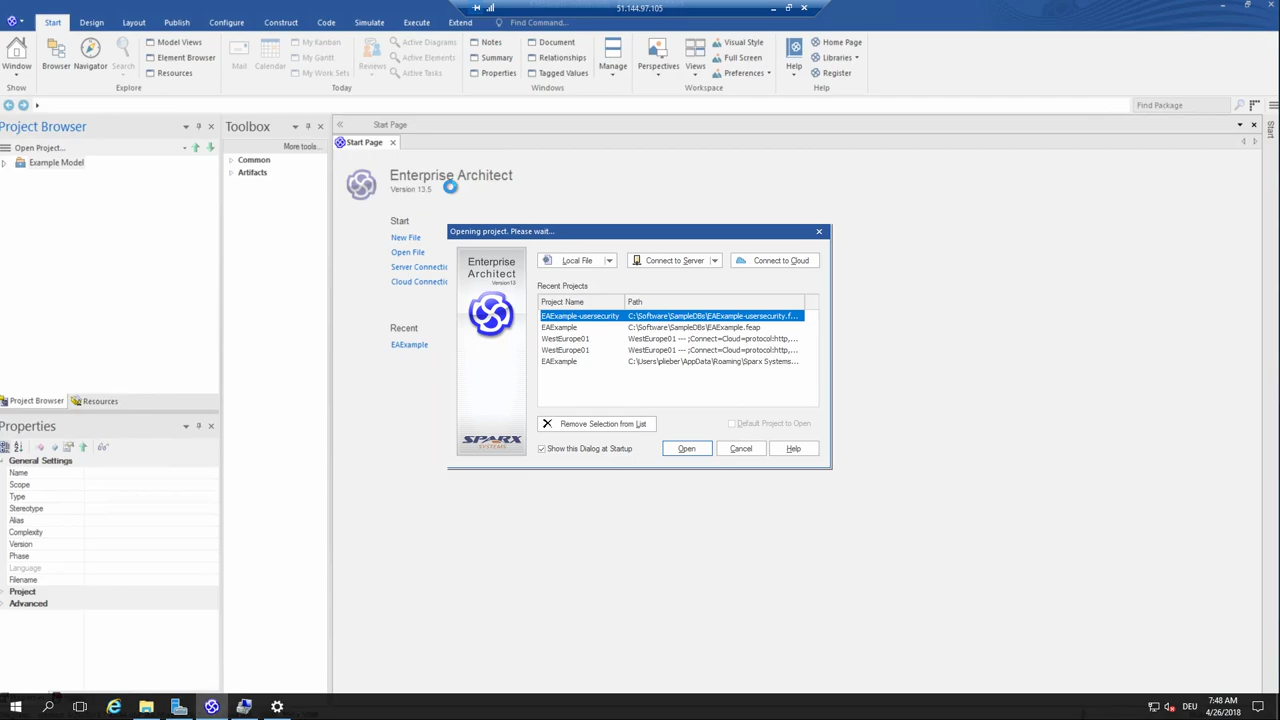 51.144.97.105
Start Design Layout Publish Configure Construct Code Simulate Execute Extend Find Command...
Window Browser Navigator Search Model Views Element Browser Resources
Mail Calendar My Kanban My Gantt My Work Sets
Reviews Active Diagrams Active Elements Active Tasks
Notes Summary Properties Document Relationships Tagged Values Manage
Perspectives Views Visual Style Full Screen Preferences
Help Home Page Libraries Register
Show Explore Today Windows Workspace Help
Find Package
Project Browser
Open Project...
Example Model
Toolbox
More tools...
Common
Artifacts
Start Page
Start Page
Start
Enterprise Architect
Version 13.5
Start
New File
Open File
Server Connectio
Cloud Connectio
Recent
EAExample
Opening project. Please wait...
Enterprise
Architect
Version13
SPARX
SYSTEMS
Local File Connect to Server Connect to Cloud
Recent Projects
Project Name Path
EAExample-usersecurity C:\Software\SampleDBs\EAExample-usersecurity.f...
EAExample C:\Software\SampleDBs\EAExample.feap
WestEurope01 WestEurope01 --- ;Connect=Cloud=protocol:http,...
WestEurope01 WestEurope01 --- ;Connect=Cloud=protocol:http,...
EAExample C:\Users\plieber\AppData\Roaming\Sparx Systems...
Remove Selection from List Default Project to Open
Show this Dialog at Startup Open Cancel Help
Project Browser Resources
Properties
General Settings
Name
Scope
Type
Stereotype
Alias
Complexity
Version
Phase
Language
Filename
Project
Advanced
DEU
7:48 AM
4/26/2018